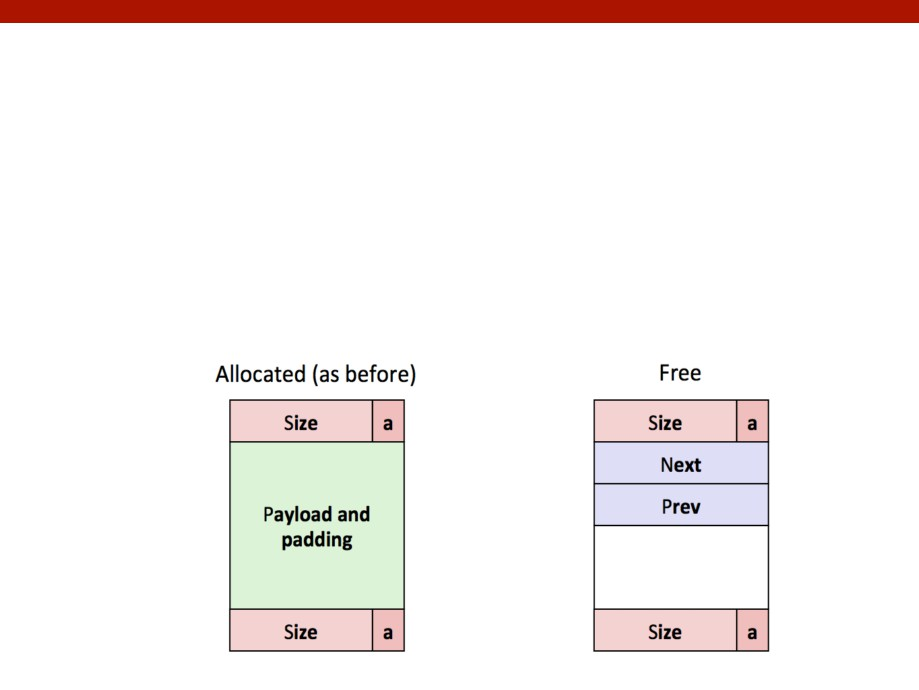 Allocated (as before)
Size a
Payload and
padding
Size a
Free
Size a
Next
Prev
Size a